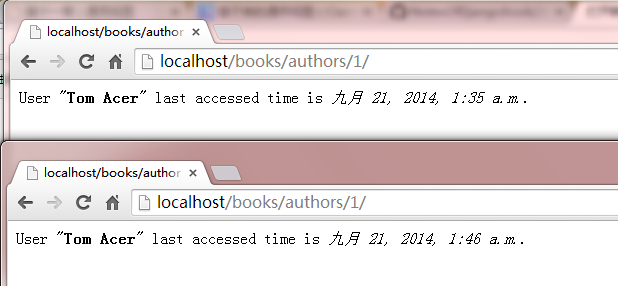 localhost/books/author
localhost/books/authors/1/
User "Tom Acer" last accessed time is 九月 21, 2014, 1:35 a.m..
localhost/books/author
localhost/books/authors/1/
User "Tom Acer" last accessed time is 九月 21, 2014, 1:46 a.m..